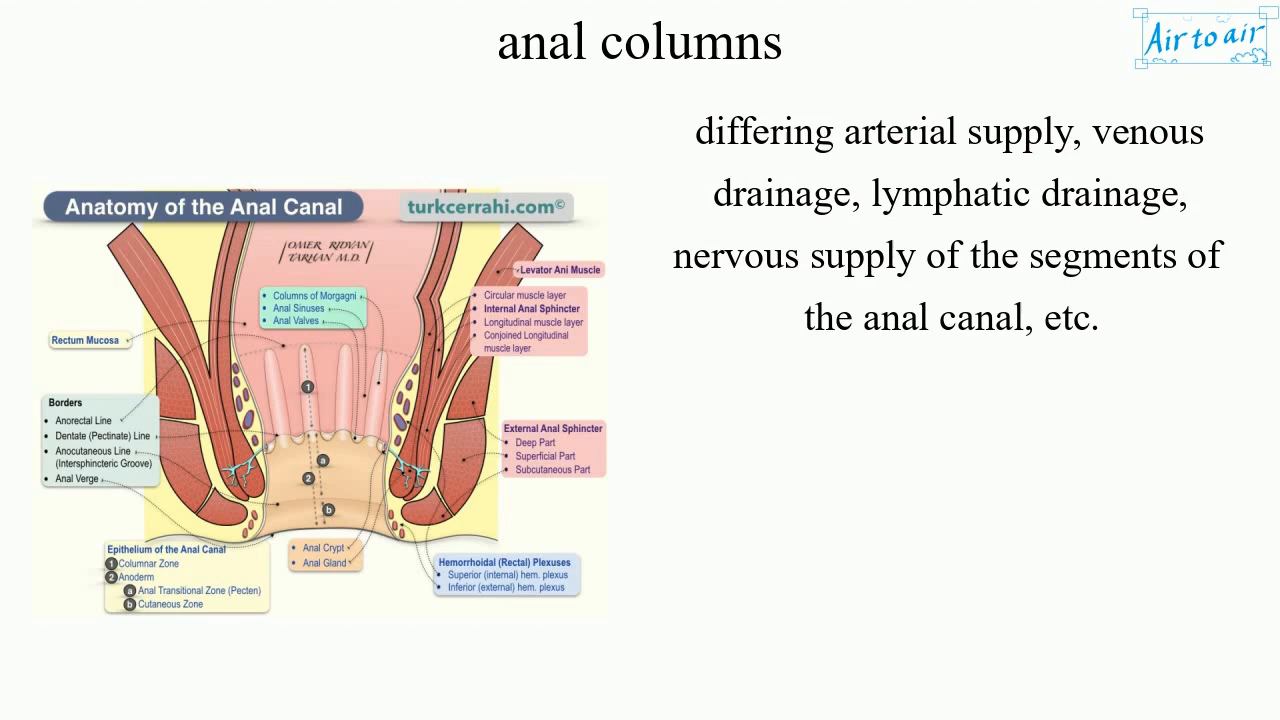 anal columns
Air to air
differing arterial supply, venous
drainage, lymphatic drainage,
nervous supply of the segments of
the anal canal, etc.
Anatomy of the Anal Canal
turkcerrahi.com©
OMER RIDVAN
TARHAN M.D.
Levator Ani Muscle
Columns of Morgagni
Anal Sinuses
Anal Valves
Circular muscle layer
Internal Anal Sphincter
Longitudinal muscle layer
Conjoined Longitudinal
muscle layer
Rectum Mucosa
1
Borders
Anorectal Line
Dentate (Pectinate) Line
Anocutaneous Line
(Intersphincteric Groove)
Anal Verge
External Anal Sphincter
Deep Part
Superficial Part
Subcutaneous Part
a
2
b
Epithelium of the Anal Canal
1 Columnar Zone
2 Anoderm
a Anal Transitional Zone (Pecten)
b Cutaneous Zone
Anal Crypt
Anal Gland
Hemorrhoidal (Rectal) Plexuses
Superior (internal) hem. plexus
Inferior (external) hem. plexus